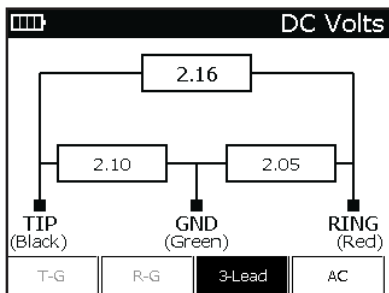 DC Volts
2.16
2.10 2.05
TIP GND RING
(Black) (Green) (Red)
T-G R-G 3-Lead AC